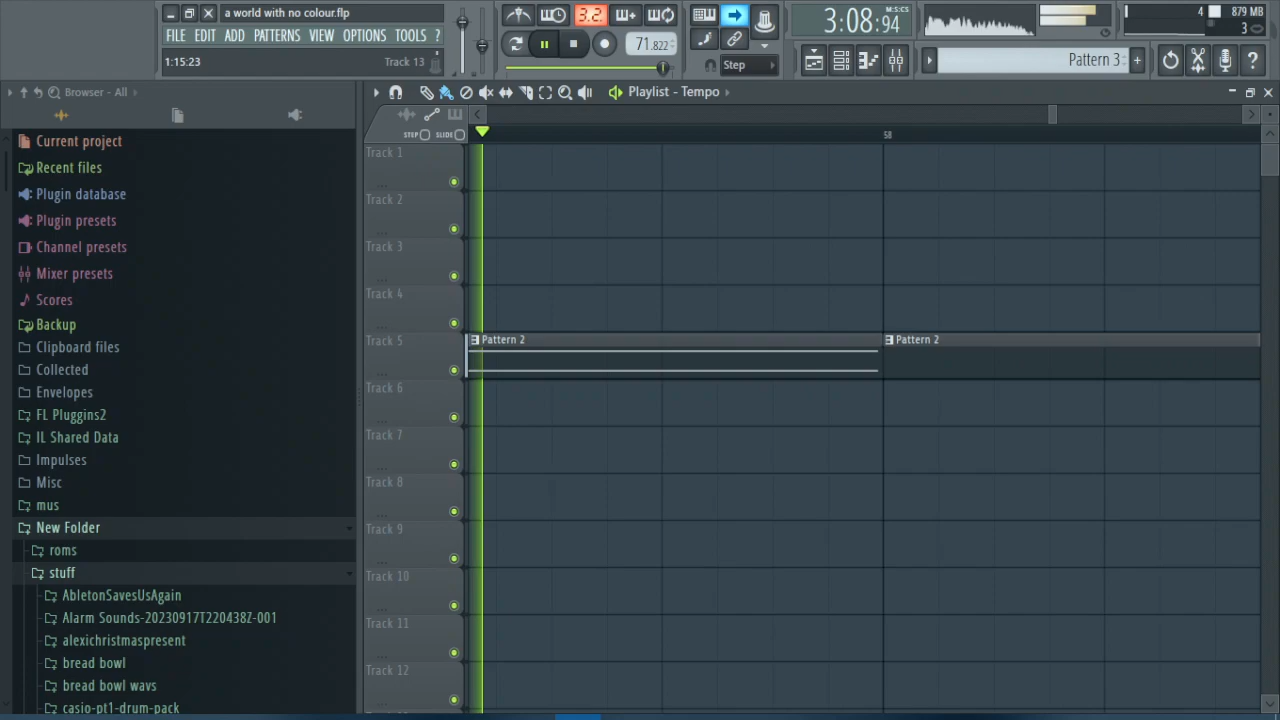 a world with no colour.flp
FILE EDIT ADD PATTERNS VIEW OPTIONS TOOLS ?
1:15:23 Track 13
3.2
71.822
Step
3:08:94
M:S:CS
4 879 MB
3
Pattern 3
Browser - All
Playlist - Tempo
Current project
Recent files
Plugin database
Plugin presets
Channel presets
Mixer presets
Scores
Backup
Clipboard files
Collected
Envelopes
FL Pluggins2
IL Shared Data
Impulses
Misc
mus
New Folder
roms
stuff
AbletonSavesUsAgain
Alarm Sounds-20230917T220438Z-001
alexichristmaspresent
bread bowl
bread bowl wavs
casio-pt1-drum-pack
STEP SLIDE
58
Track 1
Track 2
Track 3
Track 4
Track 5
Pattern 2 Pattern 2
Track 6
Track 7
Track 8
Track 9
Track 10
Track 11
Track 12